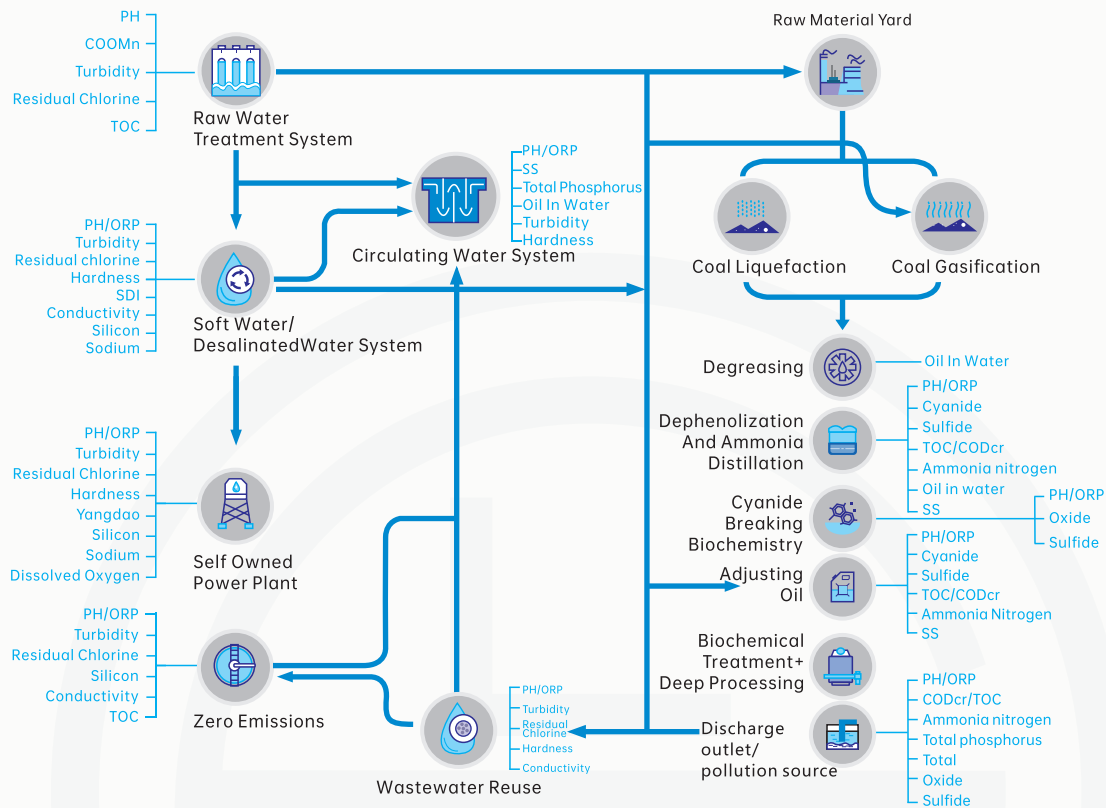 PH
COOMn
Turbidity
Residual Chlorine
TOC
Raw Water
Treatment System
Raw Material Yard
PH/ORP
SS
Total Phosphorus
Oil In Water
Turbidity
Hardness
Circulating Water System
Coal Liquefaction
Coal Gasification
PH/ORP
Turbidity
Residual chlorine
Hardness
SDI
Conductivity
Silicon
Sodium
Soft Water/
DesalinatedWater System
Degreasing
Oil In Water
Dephenolization
And Ammonia
Distillation
PH/ORP
Cyanide
Sulfide
TOC/CODcr
Ammonia nitrogen
Oil in water
SS
PH/ORP
Turbidity
Residual Chlorine
Hardness
Yangdao
Silicon
Sodium
Dissolved Oxygen
Self Owned
Power Plant
Cyanide
Breaking
Biochemistry
PH/ORP
Oxide
Sulfide
Adjusting
Oil
PH/ORP
Cyanide
Sulfide
TOC/CODcr
Ammonia Nitrogen
SS
PH/ORP
Turbidity
Residual Chlorine
Silicon
Conductivity
TOC
Zero Emissions
Biochemical
Treatment+
Deep Processing
PH/ORP
Turbidity
Residual
Chlorine
Hardness
Conductivity
Wastewater Reuse
Discharge
outlet/
pollution source
PH/ORP
CODcr/TOC
Ammonia nitrogen
Total phosphorus
Total
Oxide
Sulfide